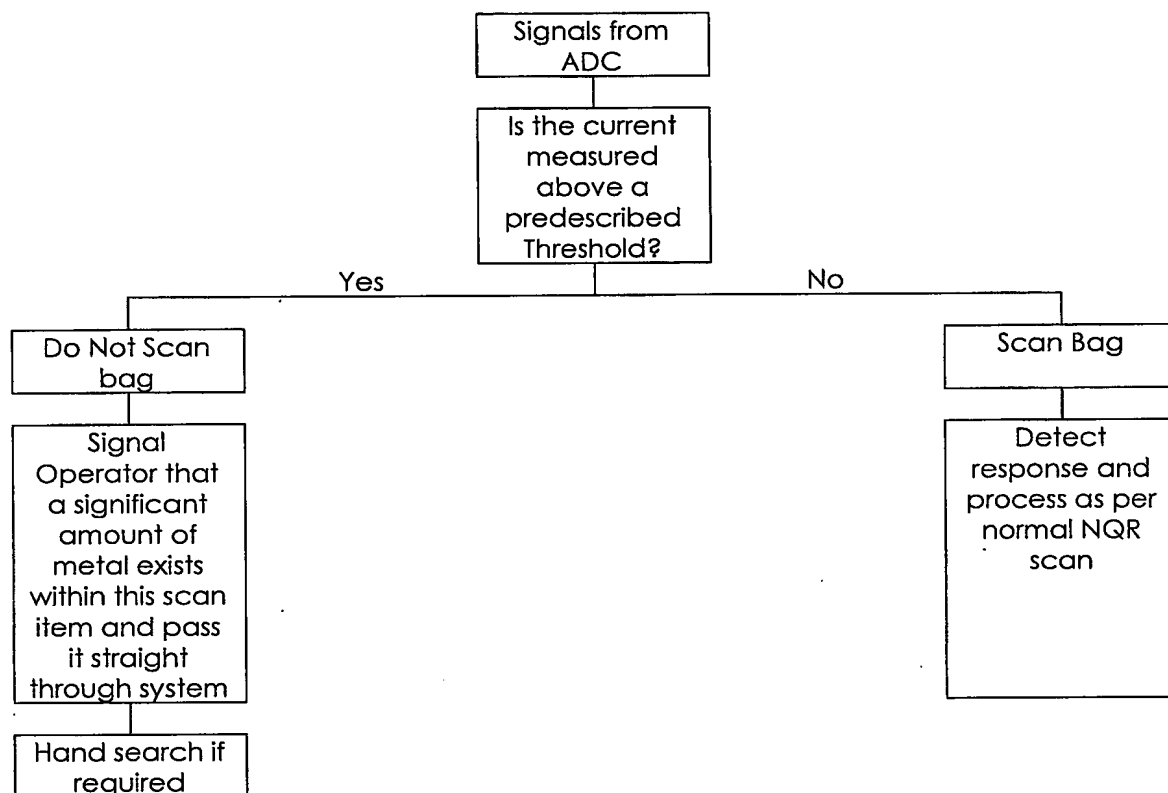 Signals from
ADC
Is the current
measured
above a
predescribed
Threshold?
Yes
No
Do Not Scan
bag
Scan Bag
Signal
Operator that
a significant
amount of
metal exists
within this scan
item and pass
it straight
through system
Detect
response and
process as per
normal NQR
scan
Hand search if
required